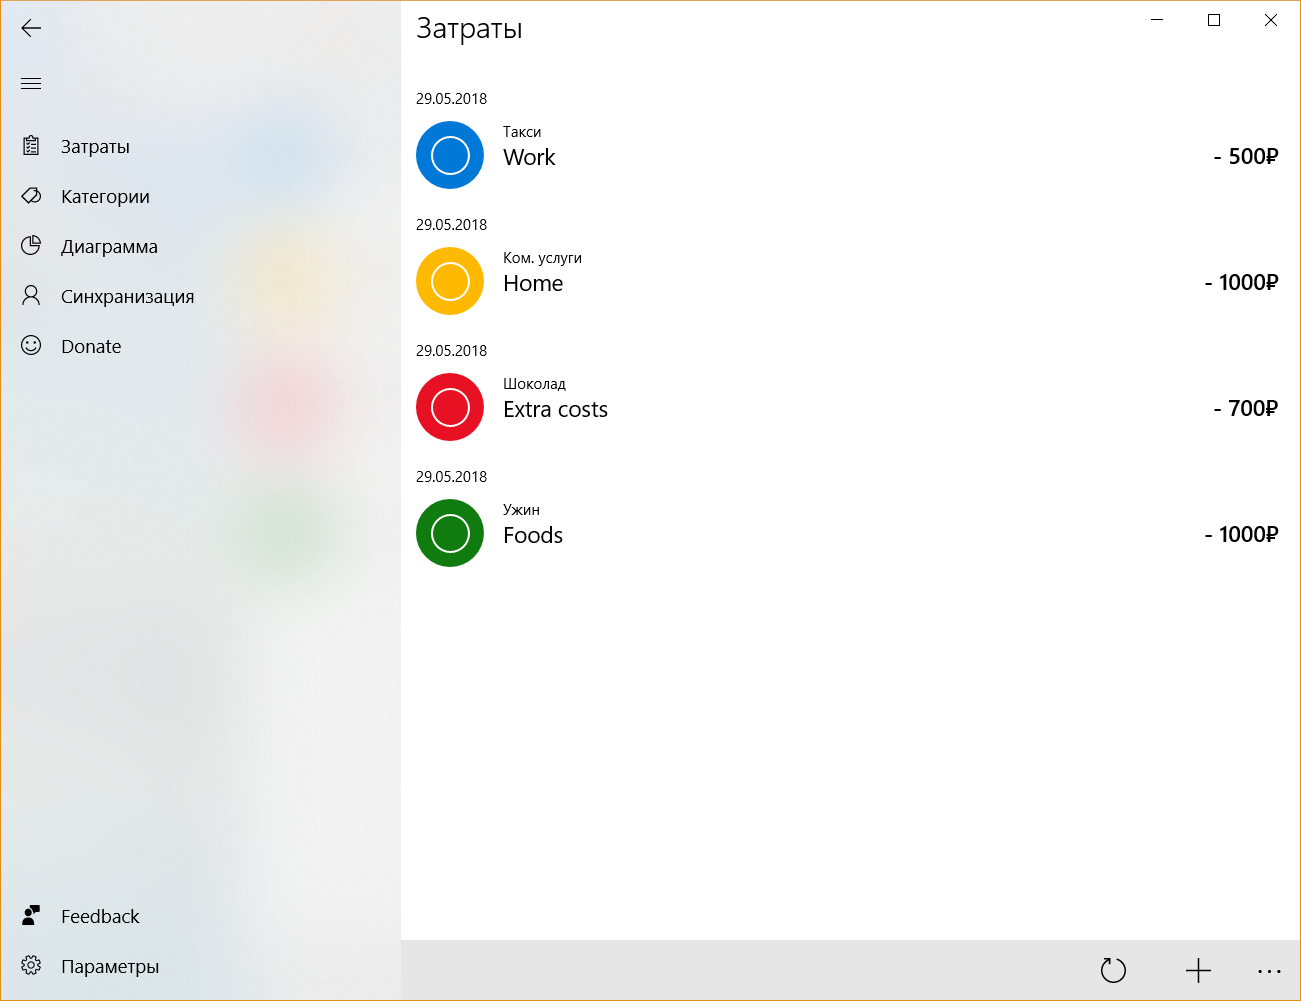 Затраты
Категории
Диаграмма
Синхранизация
Donate
Feedback
Параметры
Затраты
29.05.2018
Такси
Work
- 500₽
29.05.2018
Ком. услуги
Home
- 1000₽
29.05.2018
Шоколад
Extra costs
- 700₽
29.05.2018
Ужин
Foods
- 1000₽